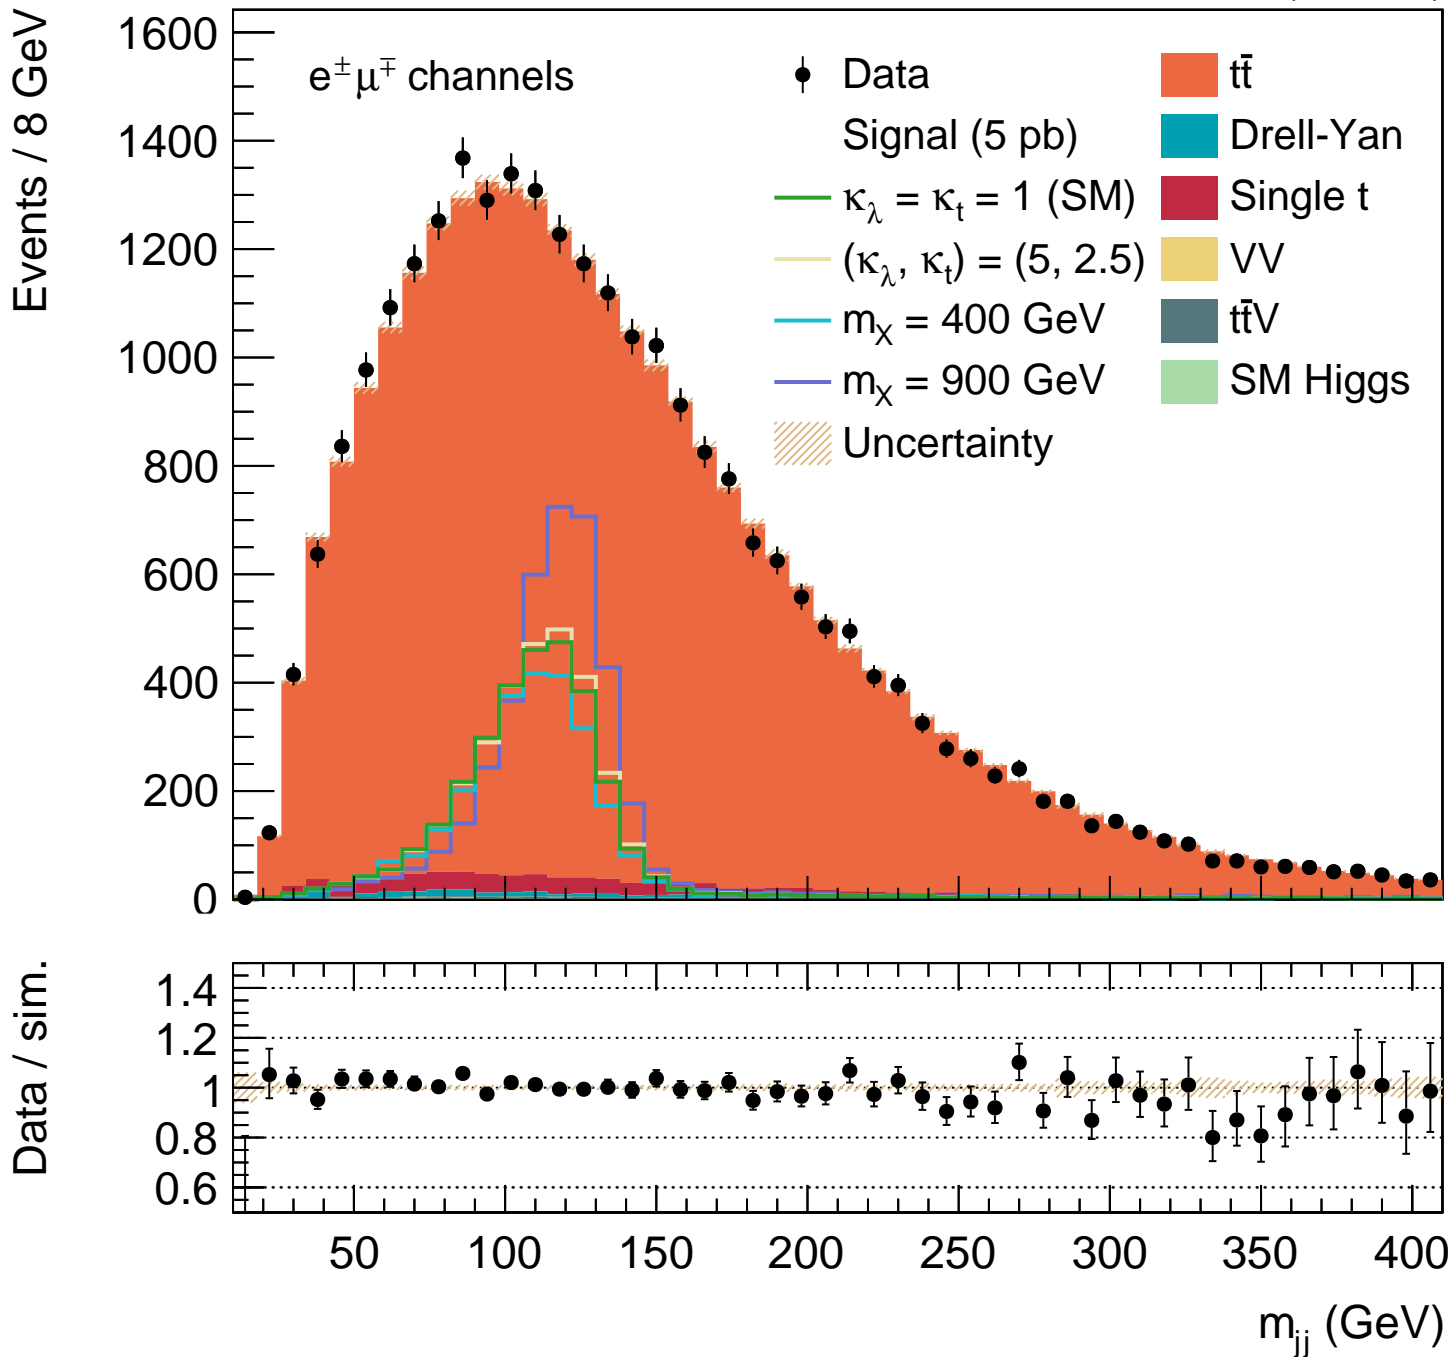 Events / 8 GeV
1600
1400
1200
1000
800
600
400
200
0
e±μ∓ channels
Data
Signal (5 pb)
κλ = κt = 1 (SM)
(κλ, κt) = (5, 2.5)
mX = 400 GeV
mX = 900 GeV
Uncertainty
tt̄
Drell-Yan
Single t
VV
tt̄V
SM Higgs
Data / sim.
1.4
1.2
1
0.8
0.6
50 100 150 200 250 300 350 400
mjj (GeV)